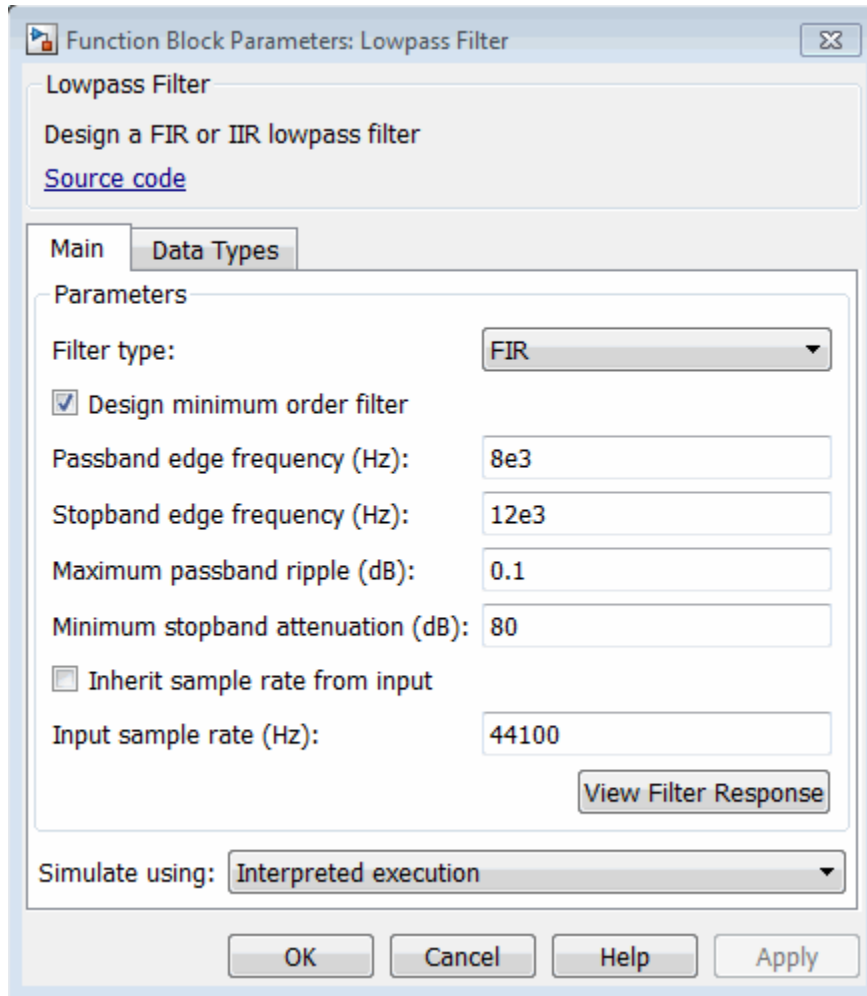 Function Block Parameters: Lowpass Filter
Lowpass Filter
Design a FIR or IIR lowpass filter
Source code
Main Data Types
Parameters
Filter type: FIR
Design minimum order filter
Passband edge frequency (Hz): 8e3
Stopband edge frequency (Hz): 12e3
Maximum passband ripple (dB): 0.1
Minimum stopband attenuation (dB): 80
Inherit sample rate from input
Input sample rate (Hz): 44100
View Filter Response
Simulate using: Interpreted execution
OK Cancel Help Apply